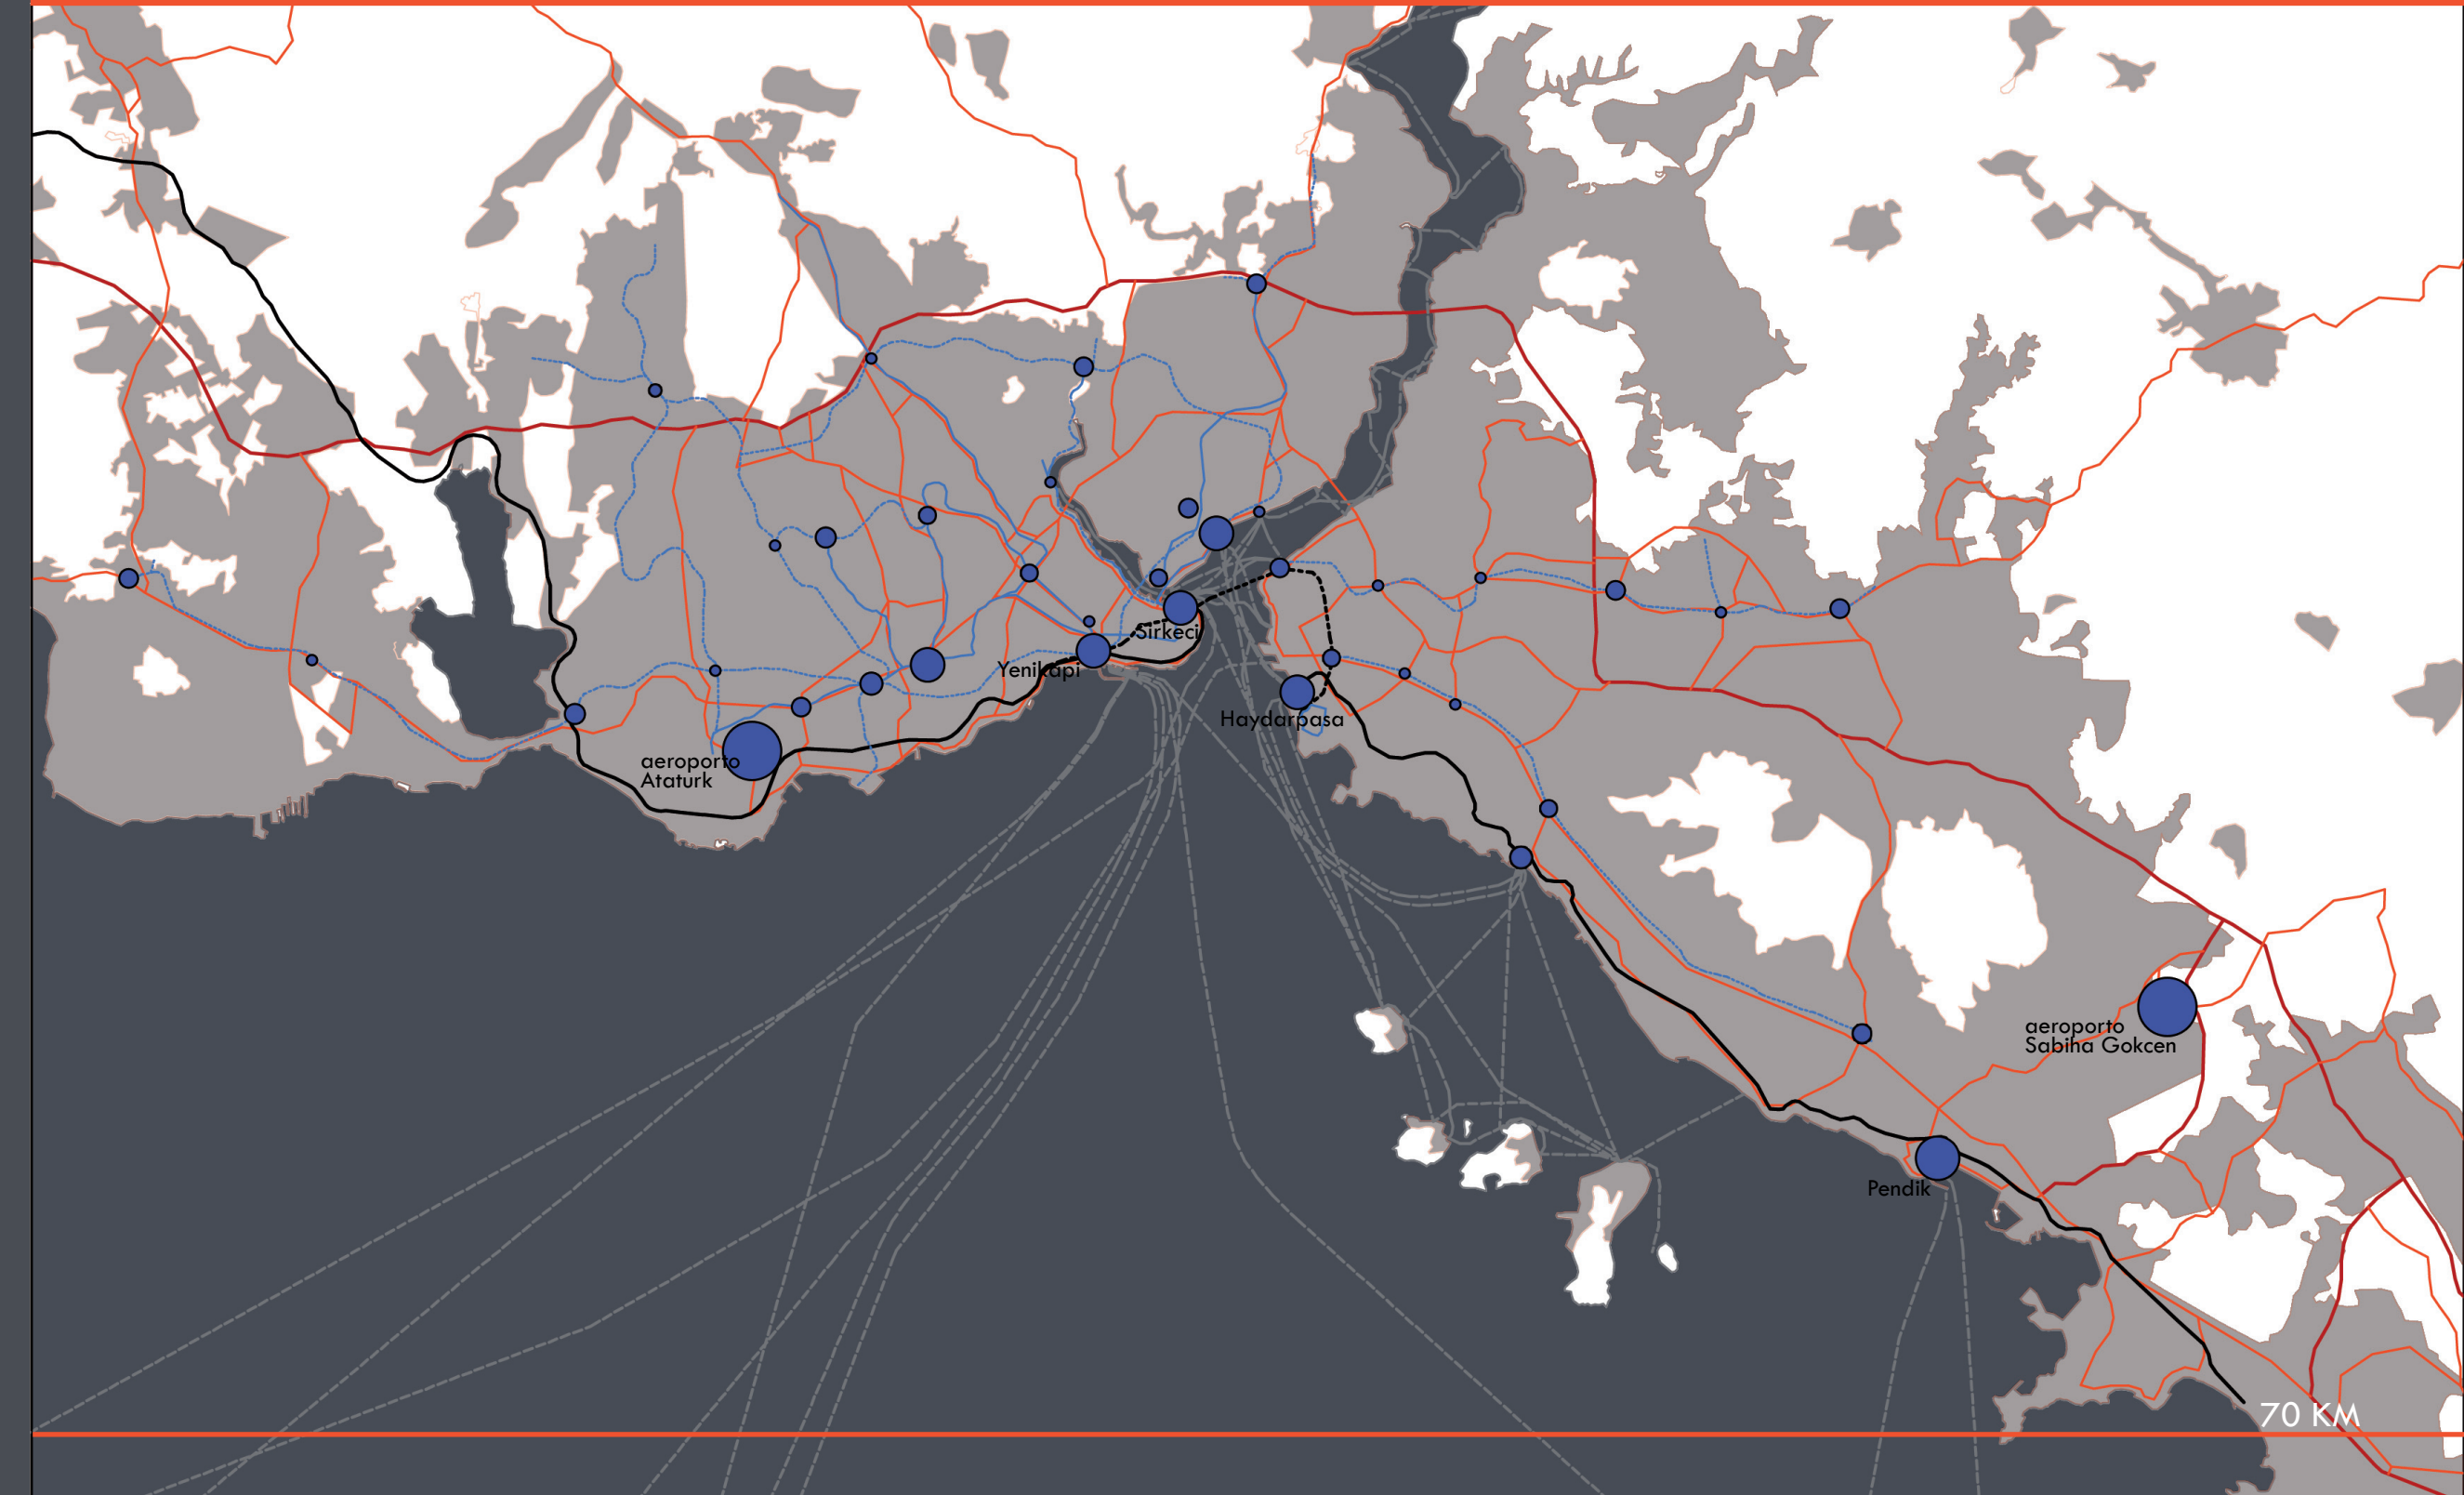 Sirkeci
Yenikapi
Haydarpasa
aeroporto
Ataturk
aeroporto
Sabiha Gokcen
Pendik
70 KM